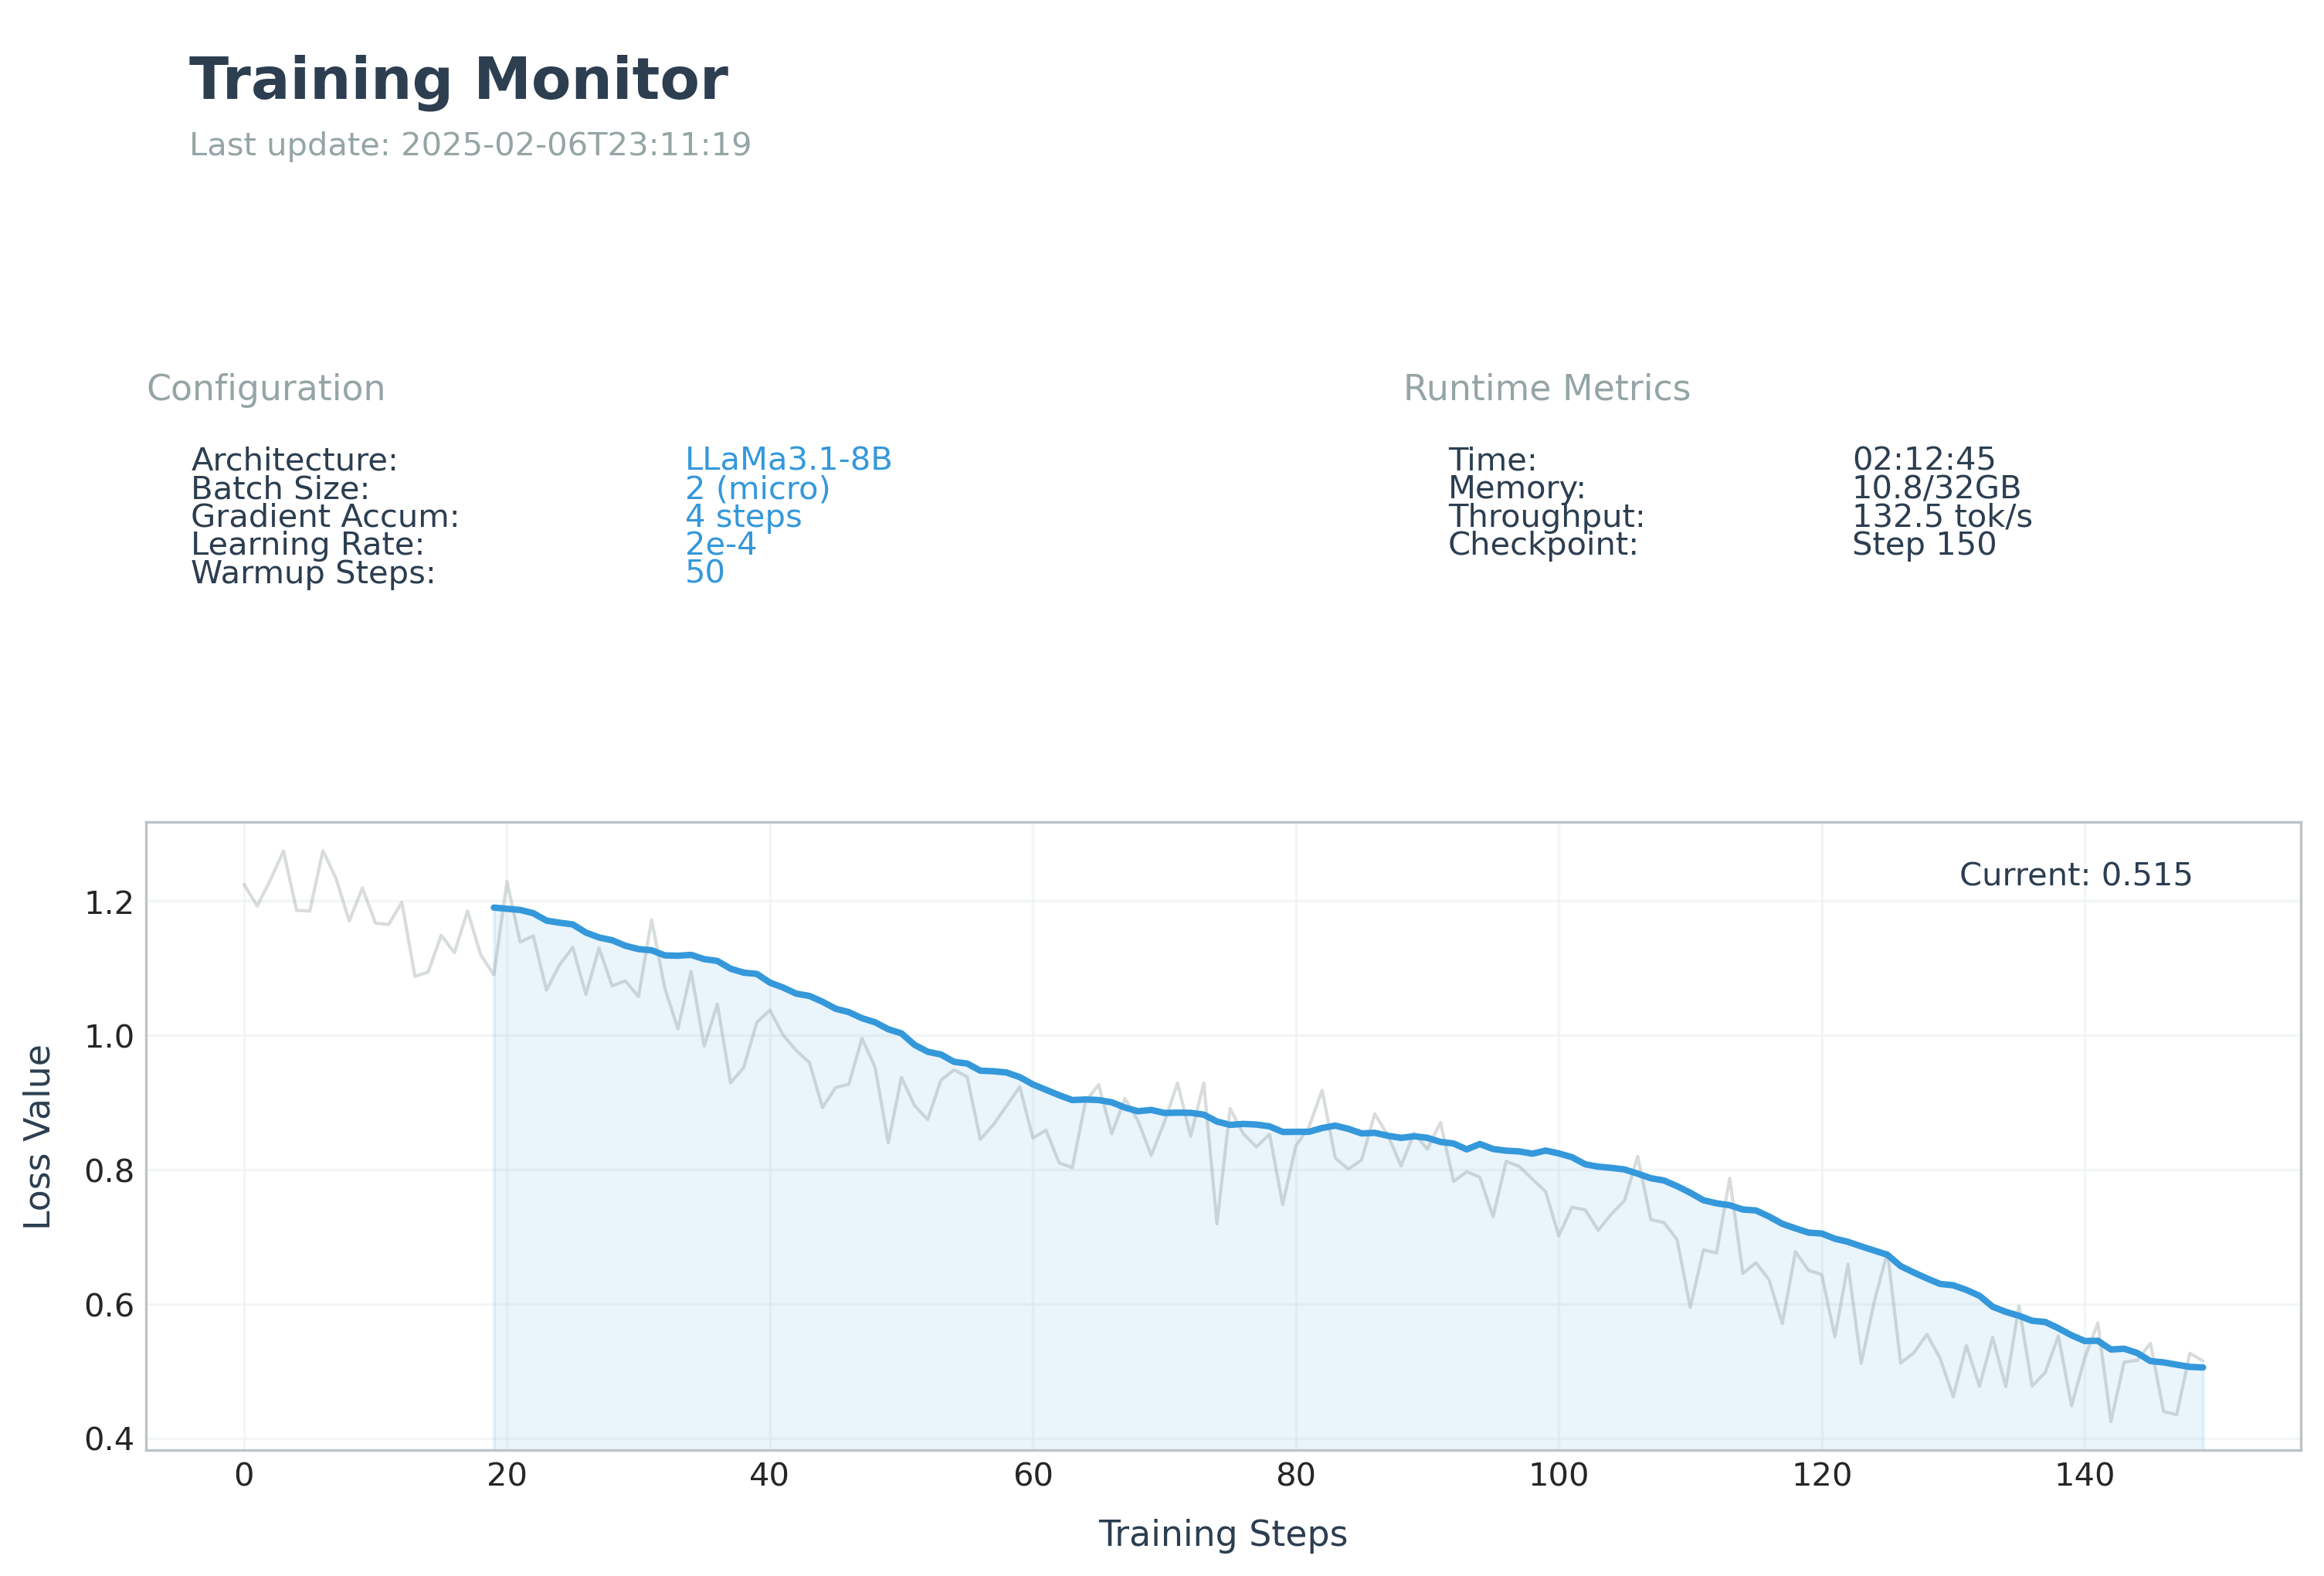 Training Monitor
Last update: 2025-02-06T23:11:19
Configuration
Architecture: LLaMa3.1-8B
Batch Size: 2 (micro)
Gradient Accum: 4 steps
Learning Rate: 2e-4
Warmup Steps: 50
Runtime Metrics
Time: 02:12:45
Memory: 10.8/32GB
Throughput: 132.5 tok/s
Checkpoint: Step 150
Current: 0.515
Loss Value
1.2
1.0
0.8
0.6
0.4
0 20 40 60 80 100 120 140
Training Steps